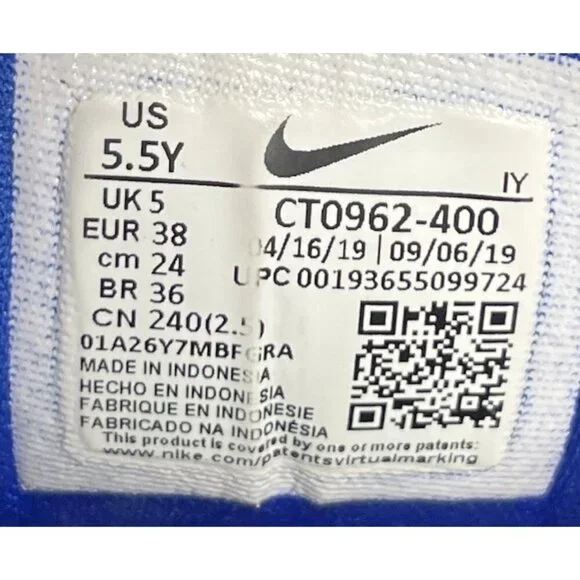 US
5.5Y
IY
UK 5
CT0962-400
EUR 38
04/16/19 | 09/06/19
cm 24
UPC 00193655099724
BR 36
CN 240(2.5)
01A26Y7MBFGRA
MADE IN INDONESIA
HECHO EN INDONESIA
FABRIQUE EN INDONESIE
FABRICADO NA INDONÉSIA
This product is covered by one or more patents:
www.nike.com/patentsvirtualmarking